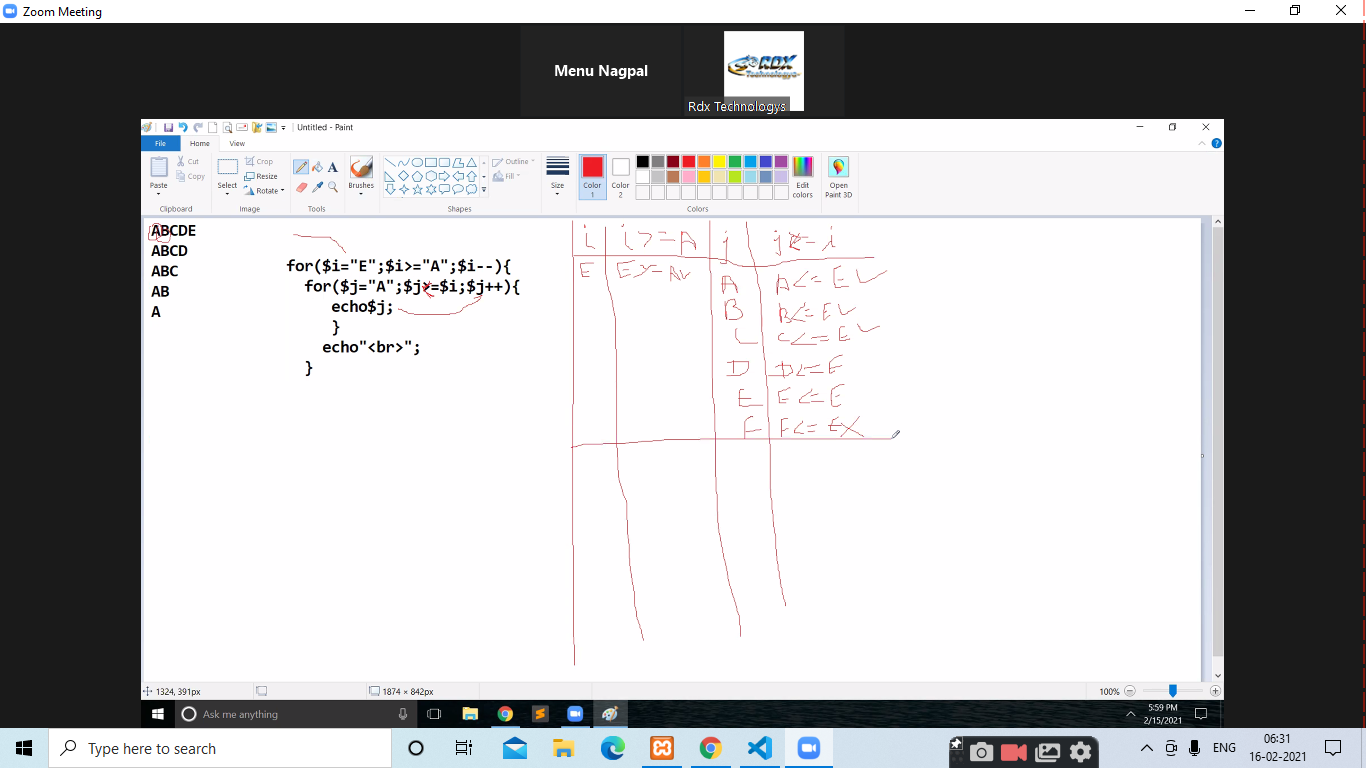 Zoom Meeting
Menu Nagpal
RDX
Technologys
Rdx Technologys
Untitled - Paint
File
Home
View
Paste
Cut
Copy
Clipboard
Select
Crop
Resize
Rotate
Image
Tools
Brushes
Shapes
Outline
Fill
Size
Color
1
Color
2
Edit
colors
Open
Paint 3D
Colors
ABCDE
ABCD
ABC
AB
A
for($i="E";$i>="A";$i--){
for($j="A";$j<=$i;$j++){
echo$j;
}
echo"<br>";
}
i i>=A j j<=i
E E>=A A A<=E
B B<=E
C C<=E
D D<=E
E E<=E
F F<=E X
1324, 391px
1874 × 842px
100%
Ask me anything
5:59 PM
2/15/2021
Type here to search
ENG
06:31
16-02-2021